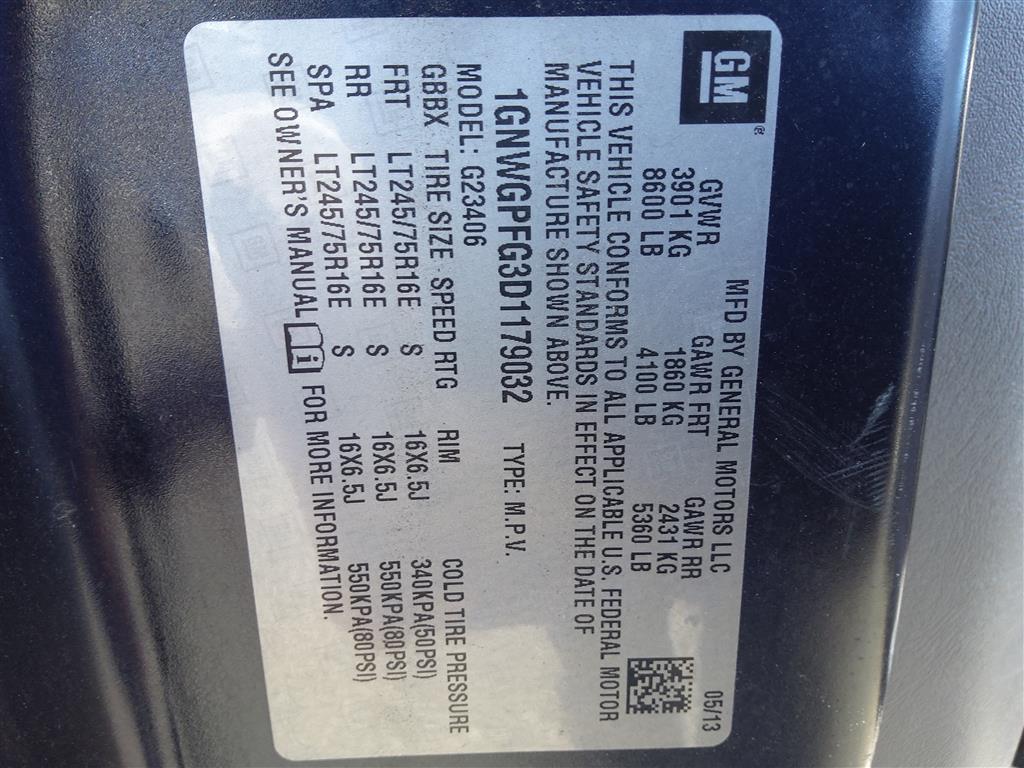 GM
®
MFD BY GENERAL MOTORS LLC 05/13
GVWR GAWR FRT GAWR RR
3901 KG 1860 KG 2431 KG
8600 LB 4100 LB 5360 LB
THIS VEHICLE CONFORMS TO ALL APPLICABLE U.S. FEDERAL MOTOR
VEHICLE SAFETY STANDARDS IN EFFECT ON THE DATE OF
MANUFACTURE SHOWN ABOVE.
1GNWGPFG3D1179032 TYPE: M.P.V.
MODEL: G23406
GBBX TIRE SIZE SPEED RTG RIM COLD TIRE PRESSURE
FRT LT245/75R16E S 16X6.5J 340KPA(50PSI)
RR LT245/75R16E S 16X6.5J 550KPA(80PSI)
SPA LT245/75R16E S 16X6.5J 550KPA(80PSI)
SEE OWNER'S MANUAL i FOR MORE INFORMATION.